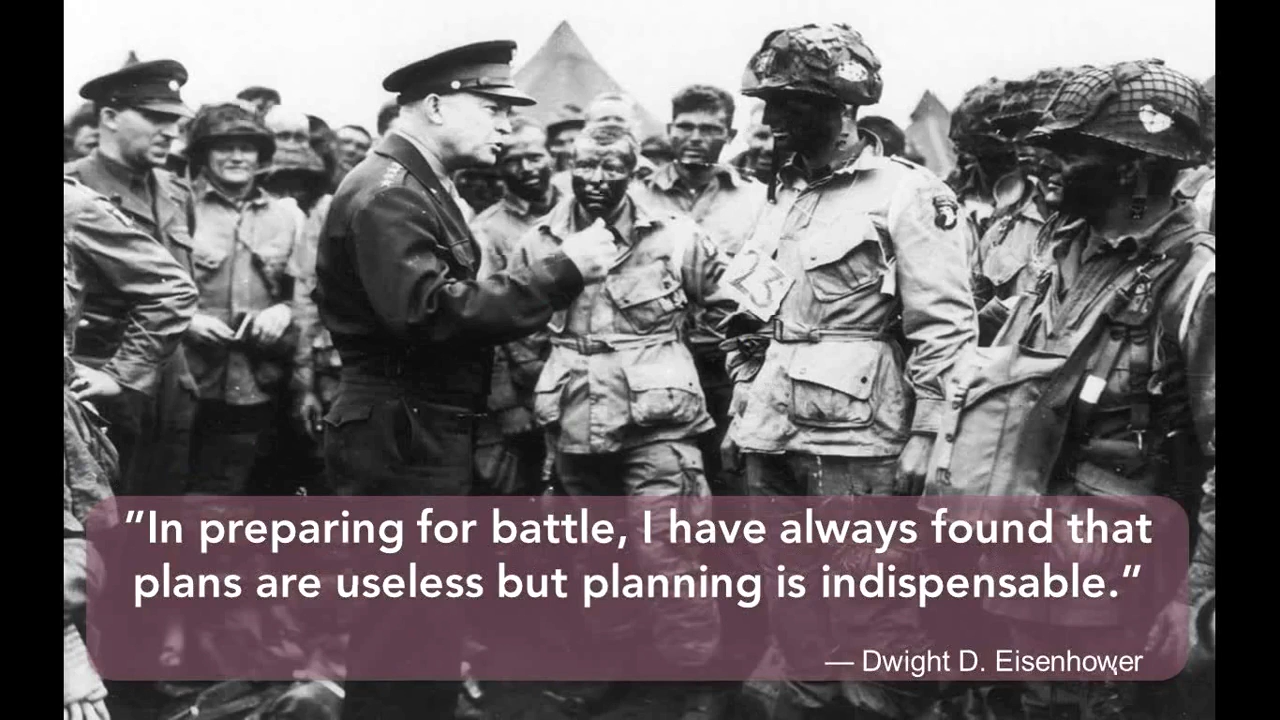 23
"In preparing for battle, I have always found that
plans are useless but planning is indispensable."
— Dwight D. Eisenhower